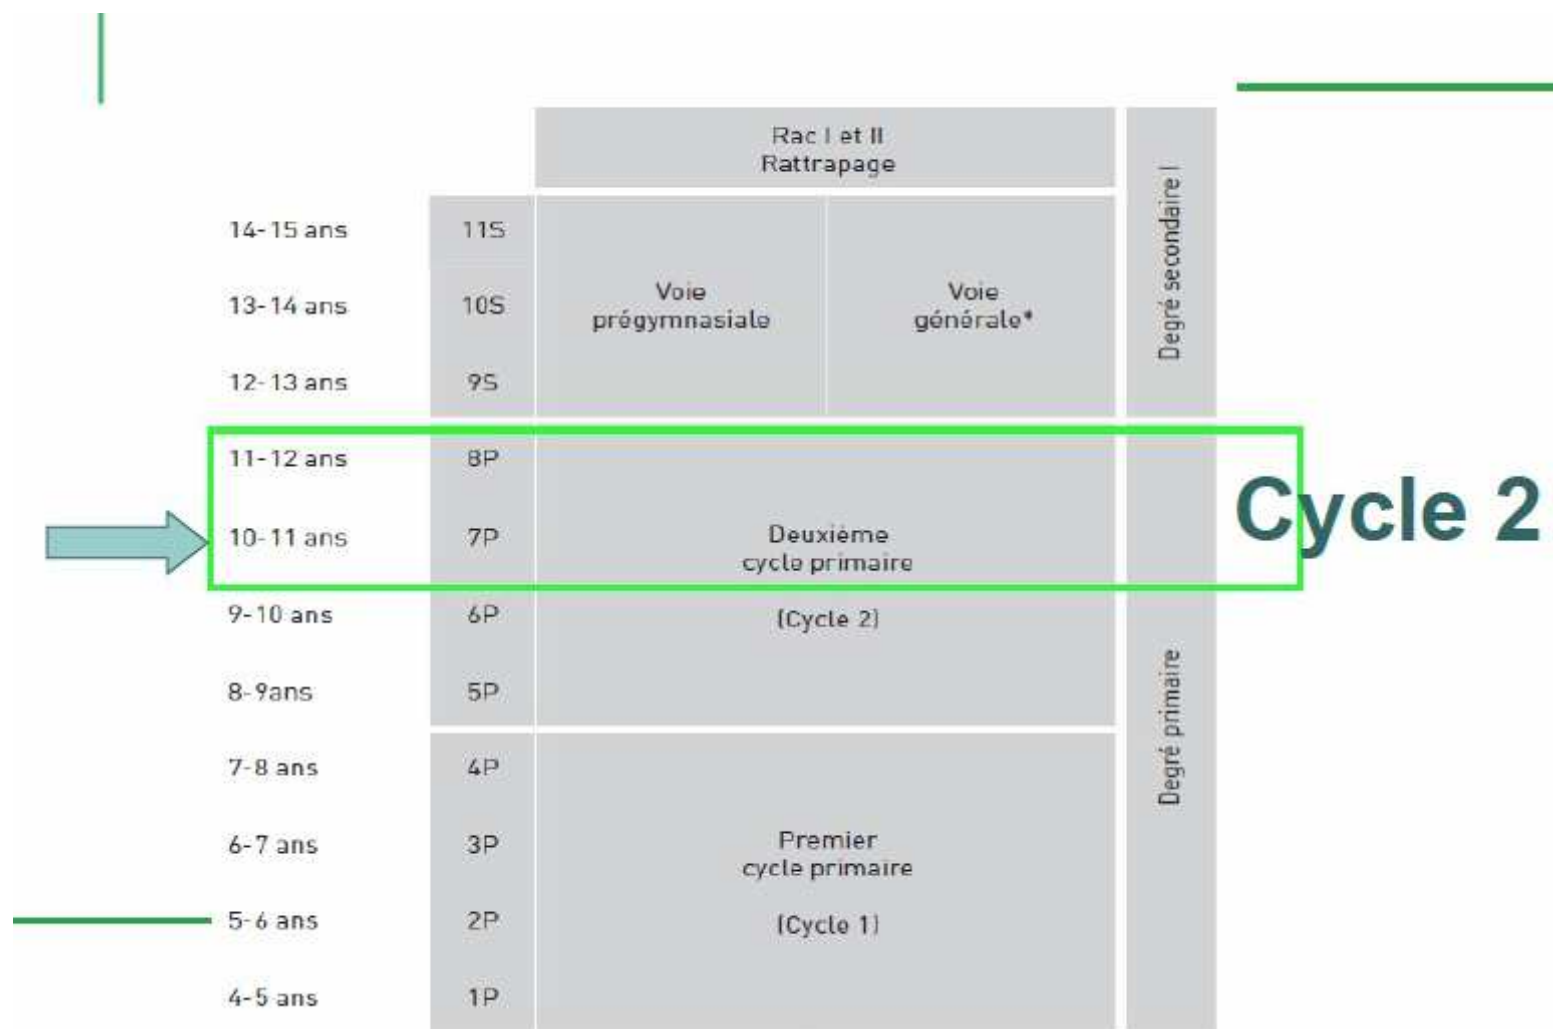 Rac I et II
Rattrapage
14-15 ans 11S
13-14 ans 10S Voie prégymnasiale Voie générale*
12-13 ans 9S
Degré secondaire I
11-12 ans 8P
10-11 ans 7P Deuxième
cycle primaire
9-10 ans 6P (Cycle 2)
8-9ans 5P
Cycle 2
7-8 ans 4P
6-7 ans 3P Premier
cycle primaire
5-6 ans 2P (Cycle 1)
4-5 ans 1P
Degré primaire